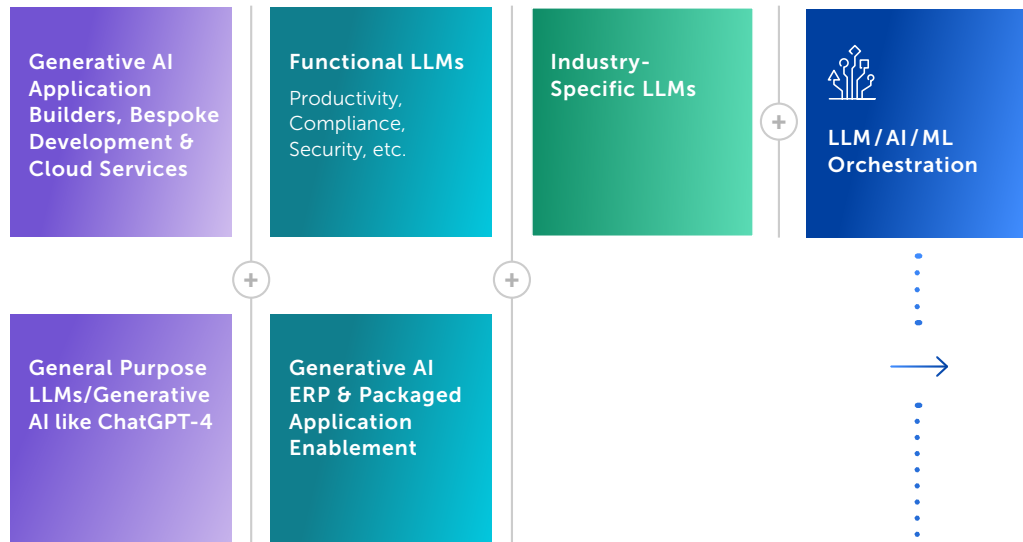 Generative AI
Application
Builders, Bespoke
Development &
Cloud Services
Functional LLMs
Productivity,
Compliance,
Security, etc.
Industry-
Specific LLMs
LLM/AI/ML
Orchestration
General Purpose
LLMs/Generative
AI like ChatGPT-4
Generative AI
ERP & Packaged
Application
Enablement